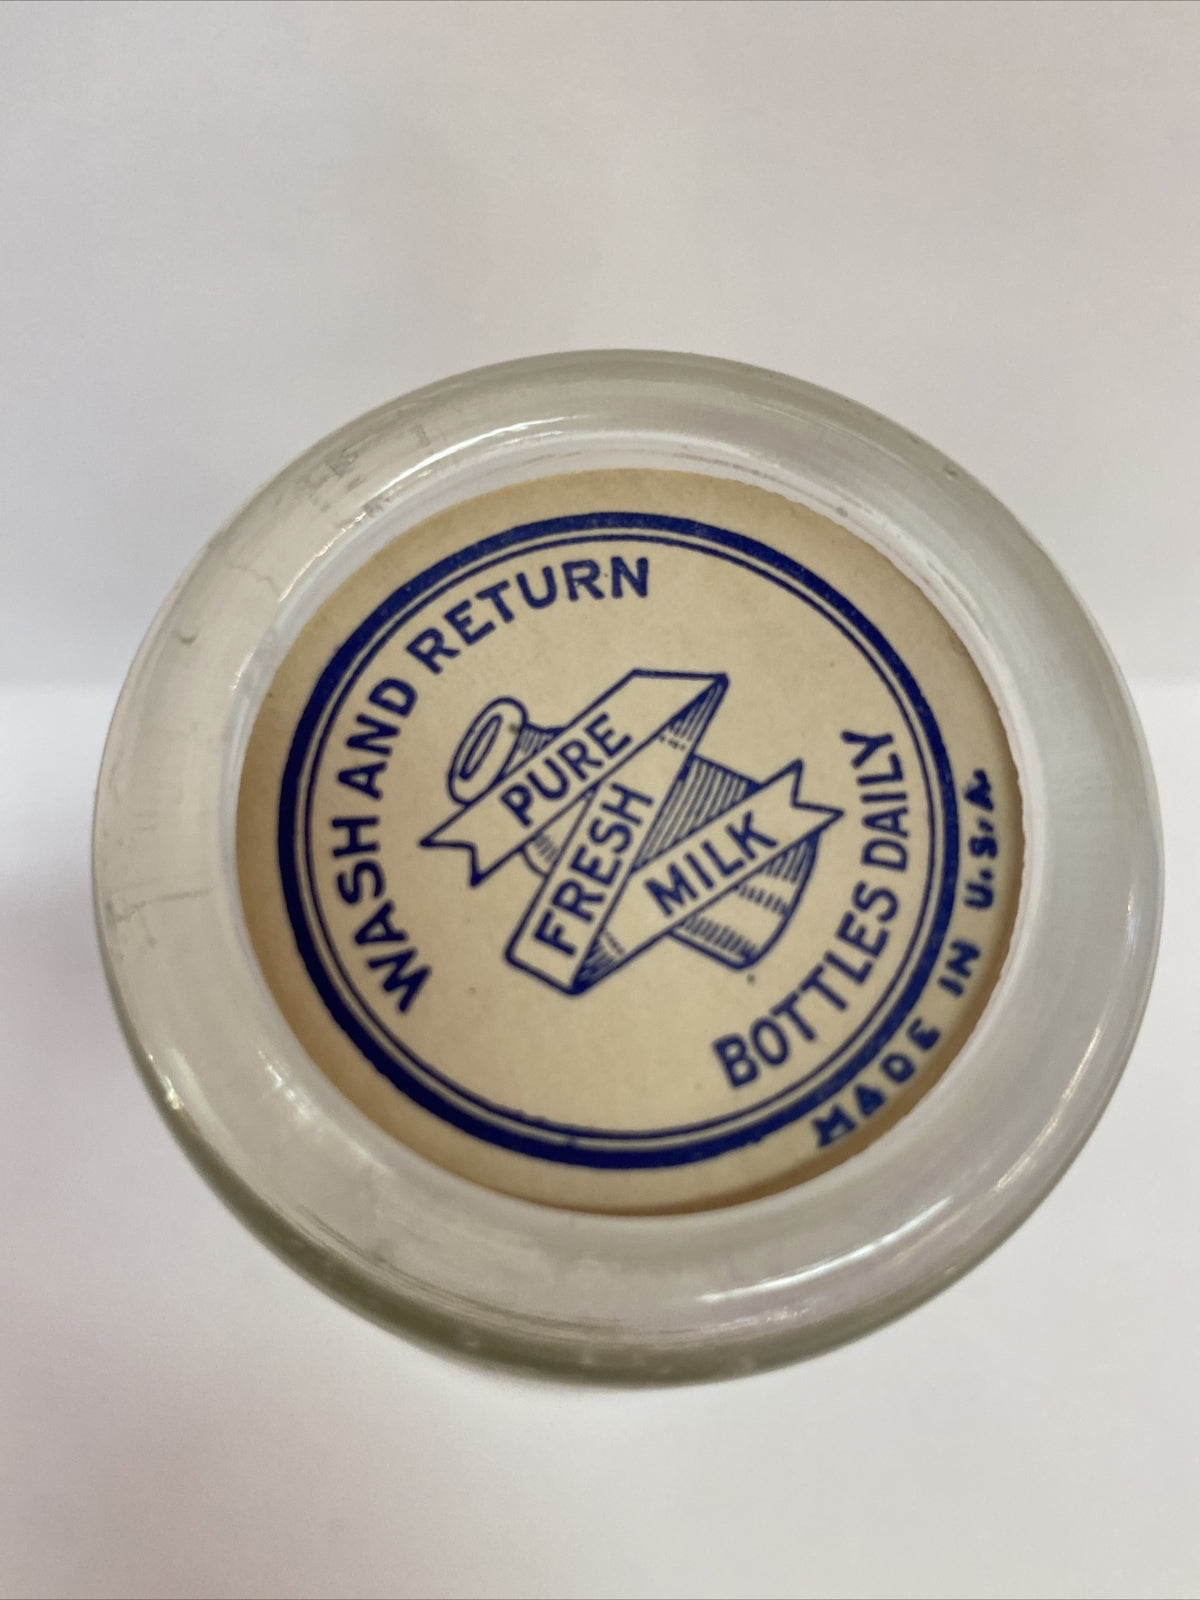 WASH AND RETURN
PURE
FRESH
MILK
BOTTLES DAILY
MADE IN U.S.A.